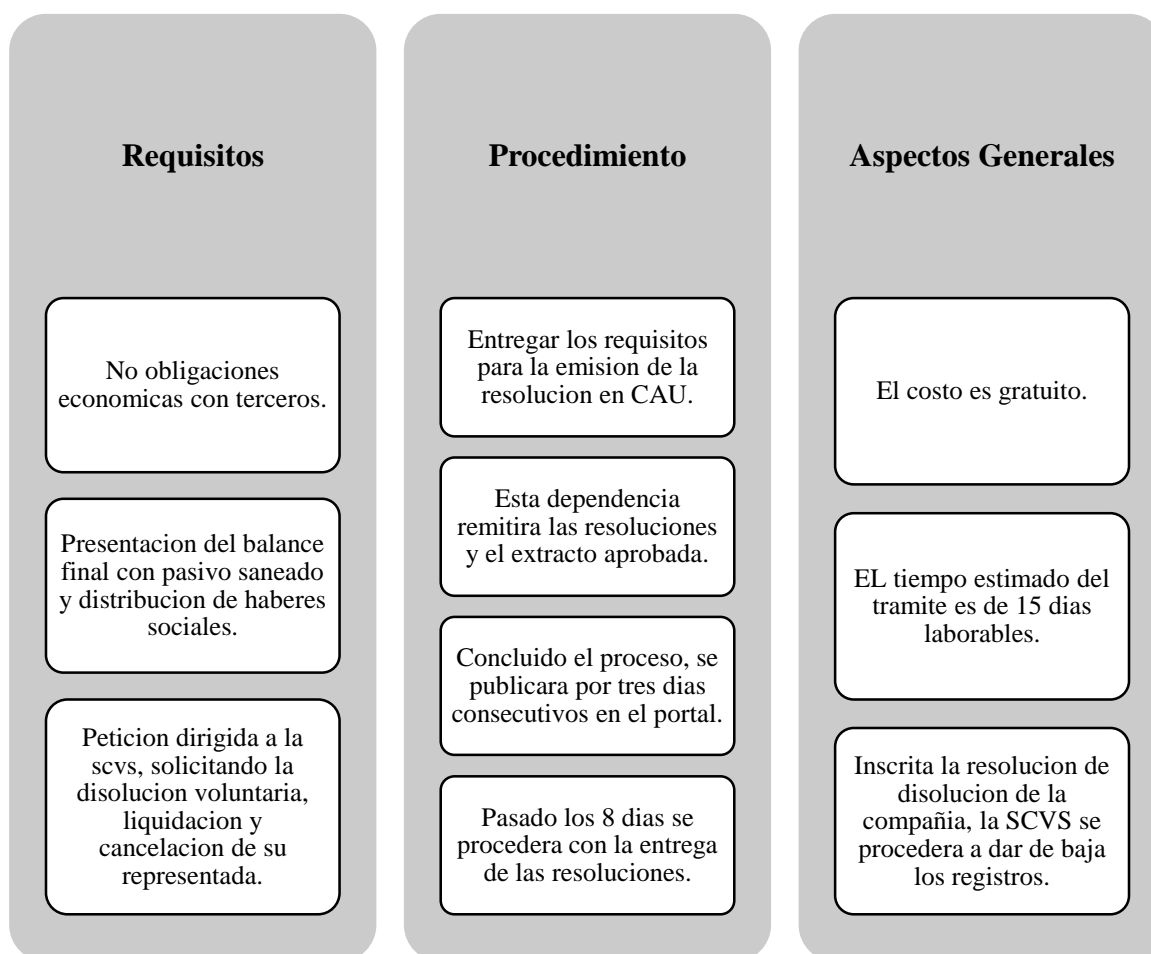 Requisitos
No obligaciones
economicas con terceros.
Presentacion del balance
final con pasivo saneado
y distribucion de haberes
sociales.
Peticion dirigida a la
scvs, solicitando la
disolucion voluntaria,
liquidacion y
cancelacion de su
representada.
Procedimiento
Entregar los requisitos
para la emision de la
resolucion en CAU.
Esta dependencia
remitira las resoluciones
y el extracto aprobada.
Concluido el proceso, se
publicara por tres dias
consecutivos en el portal.
Pasado los 8 dias se
procedera con la entrega
de las resoluciones.
Aspectos Generales
El costo es gratuito.
EL tiempo estimado del
tramite es de 15 dias
laborables.
Inscrita la resolucion de
disolucion de la
compañia, la SCVS se
procedera a dar de baja
los registros.